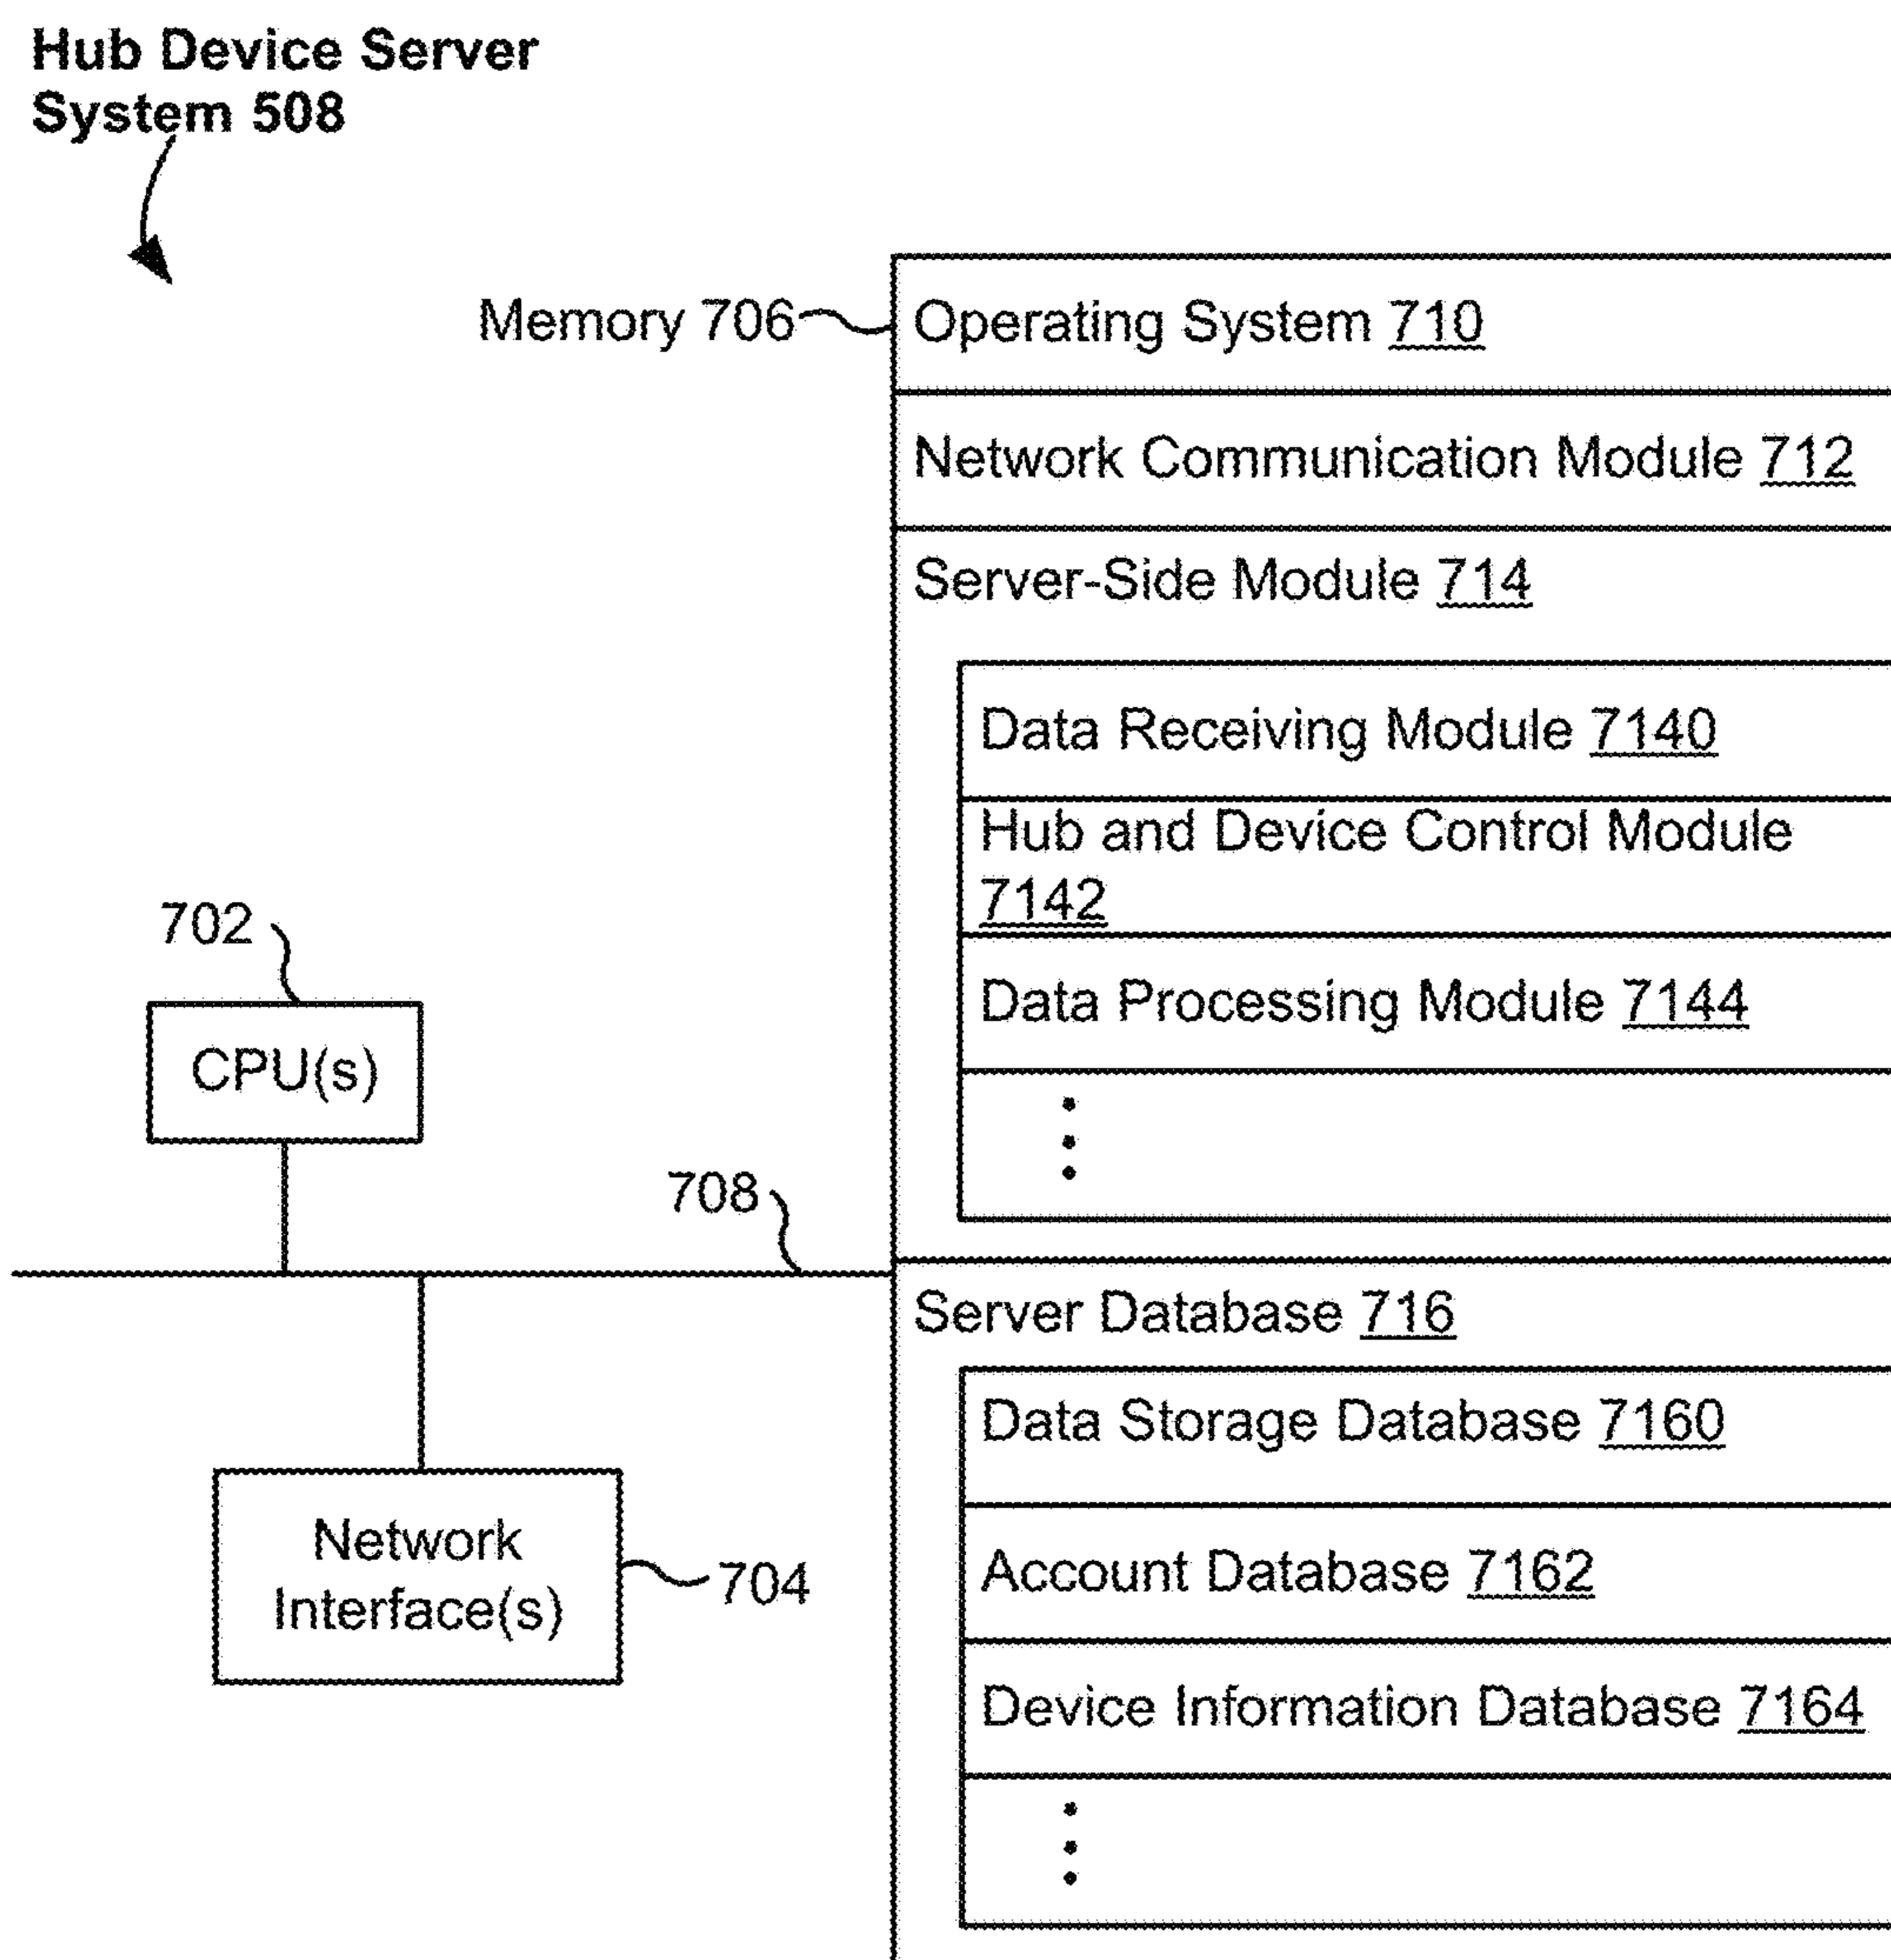 Hub Device Server
System 508
Memory 706
Operating System 710
Network Communication Module 712
Server-Side Module 714
Data Receiving Module 7140
Hub and Device Control Module
7142
Data Processing Module 7144
702
CPU(s)
708
Server Database 716
Data Storage Database 7160
Network
Interface(s)
704
Account Database 7162
Device Information Database 7164